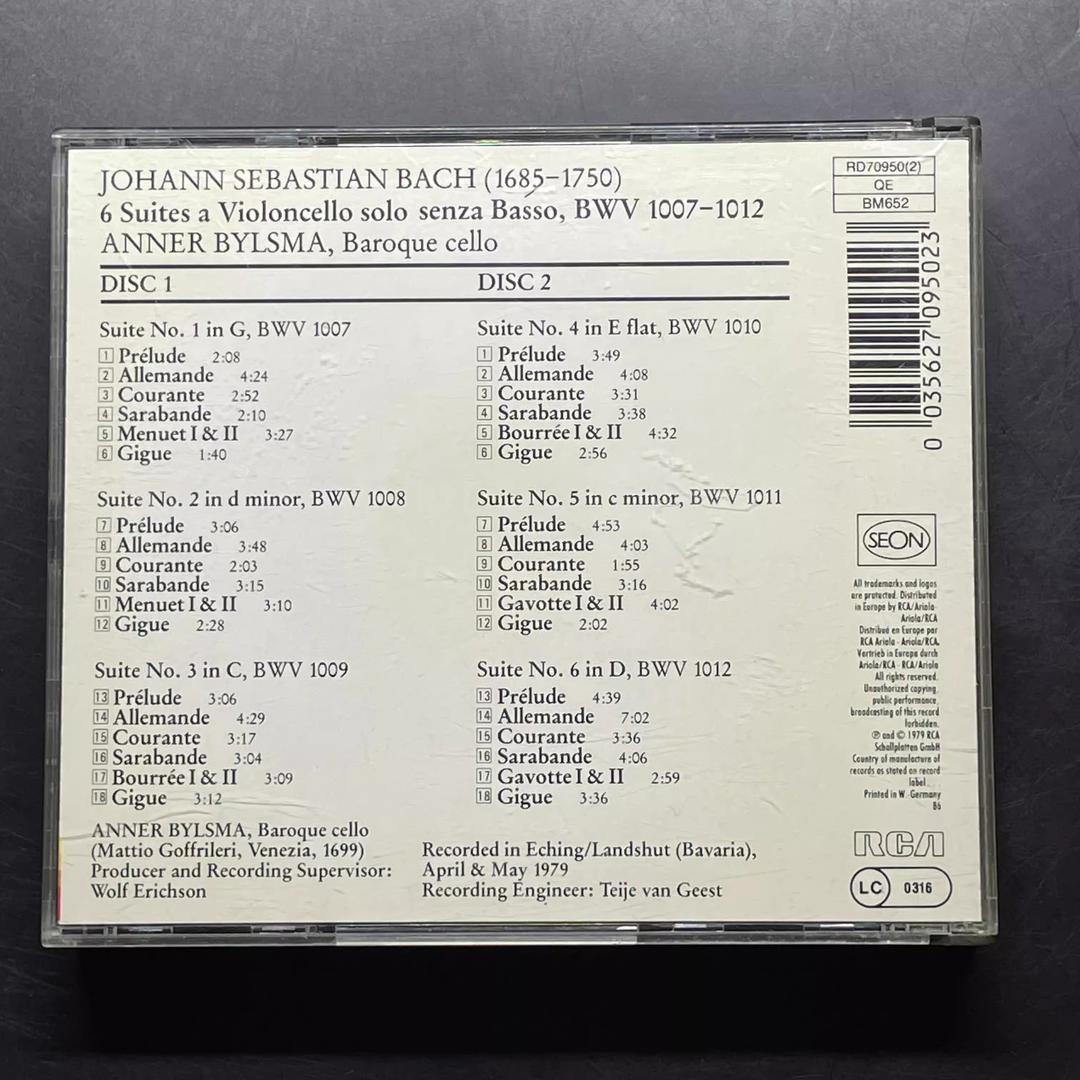 JOHANN SEBASTIAN BACH (1685–1750)
6 Suites a Violoncello solo senza Basso, BWV 1007–1012
ANNER BYLSMA, Baroque cello
DISC 1
Suite No. 1 in G, BWV 1007
1 Prélude 2:08
2 Allemande 4:24
3 Courante 2:52
4 Sarabande 2:10
5 Menuet I & II 3:27
6 Gigue 1:40
Suite No. 2 in d minor, BWV 1008
7 Prélude 3:06
8 Allemande 3:48
9 Courante 2:03
10 Sarabande 3:15
11 Menuet I & II 3:10
12 Gigue 2:28
Suite No. 3 in C, BWV 1009
13 Prélude 3:06
14 Allemande 4:29
15 Courante 3:17
16 Sarabande 3:04
17 Bourrée I & II 3:09
18 Gigue 3:12
DISC 2
Suite No. 4 in E flat, BWV 1010
1 Prélude 3:49
2 Allemande 4:08
3 Courante 3:31
4 Sarabande 3:38
5 Bourrée I & II 4:32
6 Gigue 2:56
Suite No. 5 in c minor, BWV 1011
7 Prélude 4:53
8 Allemande 4:03
9 Courante 1:55
10 Sarabande 3:16
11 Gavotte I & II 4:02
12 Gigue 2:02
Suite No. 6 in D, BWV 1012
13 Prélude 4:39
14 Allemande 7:02
15 Courante 3:36
16 Sarabande 4:06
17 Gavotte I & II 2:59
18 Gigue 3:36
ANNER BYLSMA, Baroque cello
(Mattio Goffrileri, Venezia, 1699)
Producer and Recording Supervisor:
Wolf Erichson
Recorded in Eching/Landshut (Bavaria),
April & May 1979
Recording Engineer: Teije van Geest
RD70950(2)
QE
BM652
0 035627 095023
SEON
All trademarks and logos
are protected. Distributed
in Europe by RCA/Ariola·
Ariola/RCA
Distribué en Europe par
RCA Ariola · Ariola/RCA.
Vertrieb in Europa durch
Ariola/RCA · RCA/Ariola
All rights reserved.
Unauthorized copying,
public performance,
broadcasting of this record
forbidden.
℗ and © 1979 RCA
Schallplatten GmbH
Country of manufacture of
records as stated on record
label.
Printed in W.-Germany
86
RCA
LC 0316